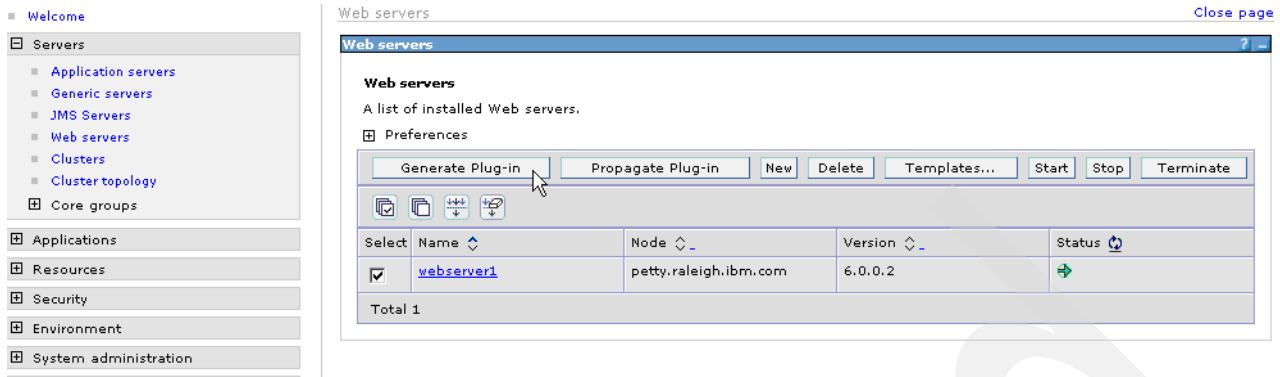 Welcome
Servers
Application servers
Generic servers
JMS Servers
Web servers
Clusters
Cluster topology
Core groups
Applications
Resources
Security
Environment
System administration
Web servers Close page
Web servers ? _
Web servers
A list of installed Web servers.
Preferences
Generate Plug-in Propagate Plug-in New Delete Templates... Start Stop Terminate
Select Name Node Version Status
webserver1 petty.raleigh.ibm.com 6.0.0.2
Total 1